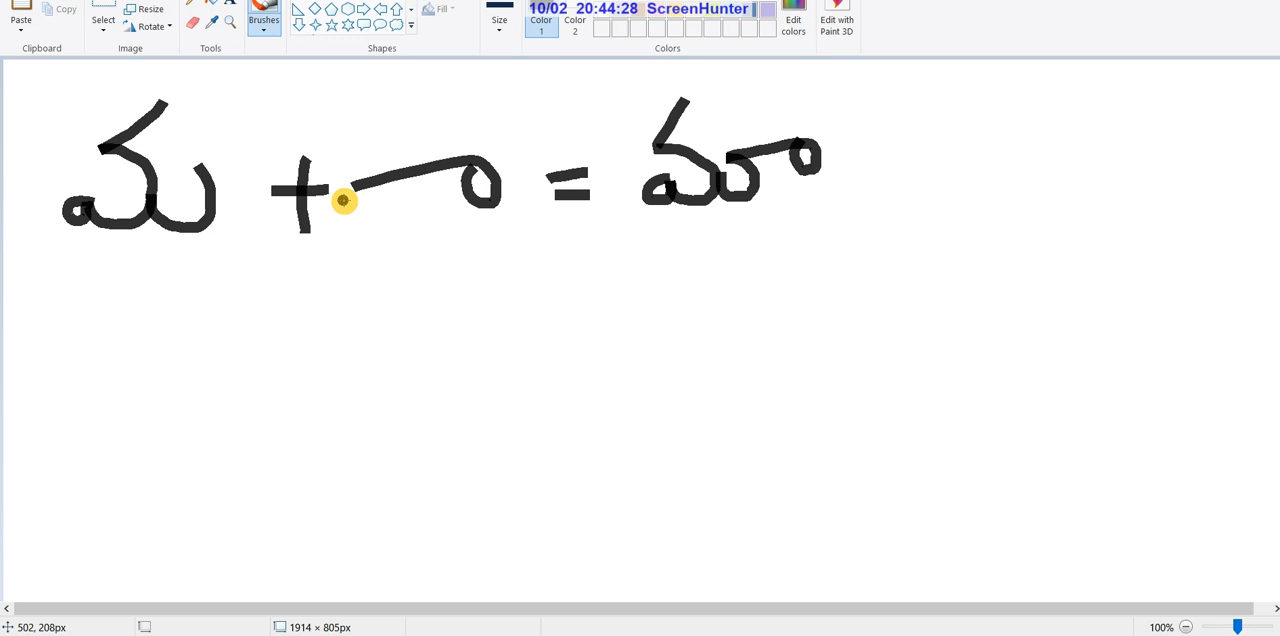 Paste
Copy
Select
Resize
Rotate
Brushes
Fill
Size
10/02 20:44:28 ScreenHunter
Color 1
Color 2
Edit colors
Edit with Paint 3D
Clipboard
Image
Tools
Shapes
Colors
మ + ా = మా
502, 208px
1914 × 805px
100%